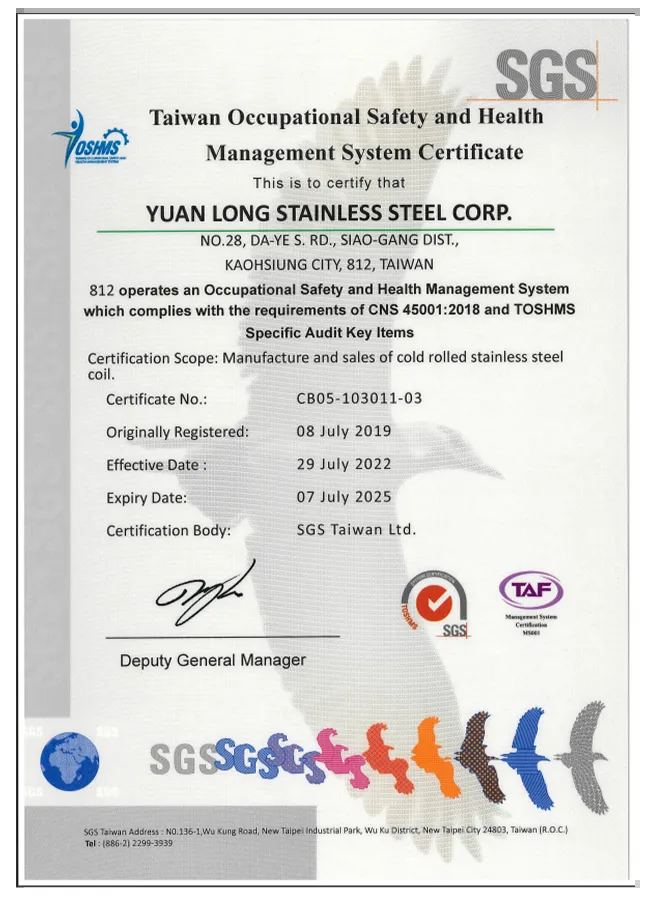 SGS
Taiwan Occupational Safety and Health
TOSHMS
Management System Certificate
This is to certify that
YUAN LONG STAINLESS STEEL CORP.
NO.28, DA-YE S. RD., SIAO-GANG DIST.,
KAOHSIUNG CITY, 812, TAIWAN
812 operates an Occupational Safety and Health Management System
which complies with the requirements of CNS 45001:2018 and TOSHMS
Specific Audit Key Items
Certification Scope: Manufacture and sales of cold rolled stainless steel
coil.
Certificate No.: CB05-103011-03
Originally Registered: 08 July 2019
Effective Date : 29 July 2022
Expiry Date: 07 July 2025
Certification Body: SGS Taiwan Ltd.
SYSTEM CERTIFICATION
TOSHMS
SGS
TAF
Management System
Certification
MS001
Deputy General Manager
SGS SGS SGS
SGS Taiwan Address : N0.136-1,Wu Kung Road, New Taipei Industrial Park, Wu Ku District, New Taipei City 24803, Taiwan (R.O.C.)
Tel : (886-2) 2299-3939